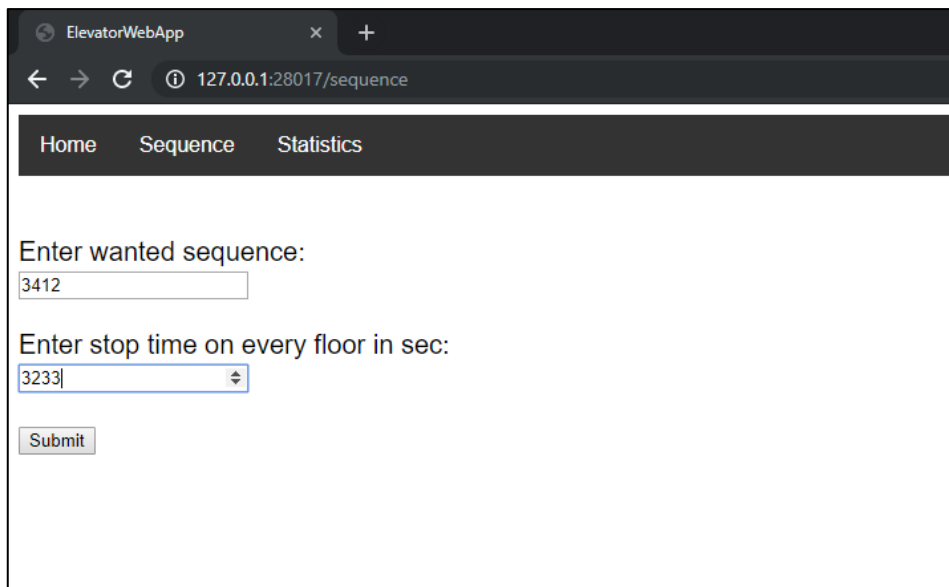 ElevatorWebApp
127.0.0.1:28017/sequence
Home Sequence Statistics
Enter wanted sequence:
3412
Enter stop time on every floor in sec:
3233
Submit